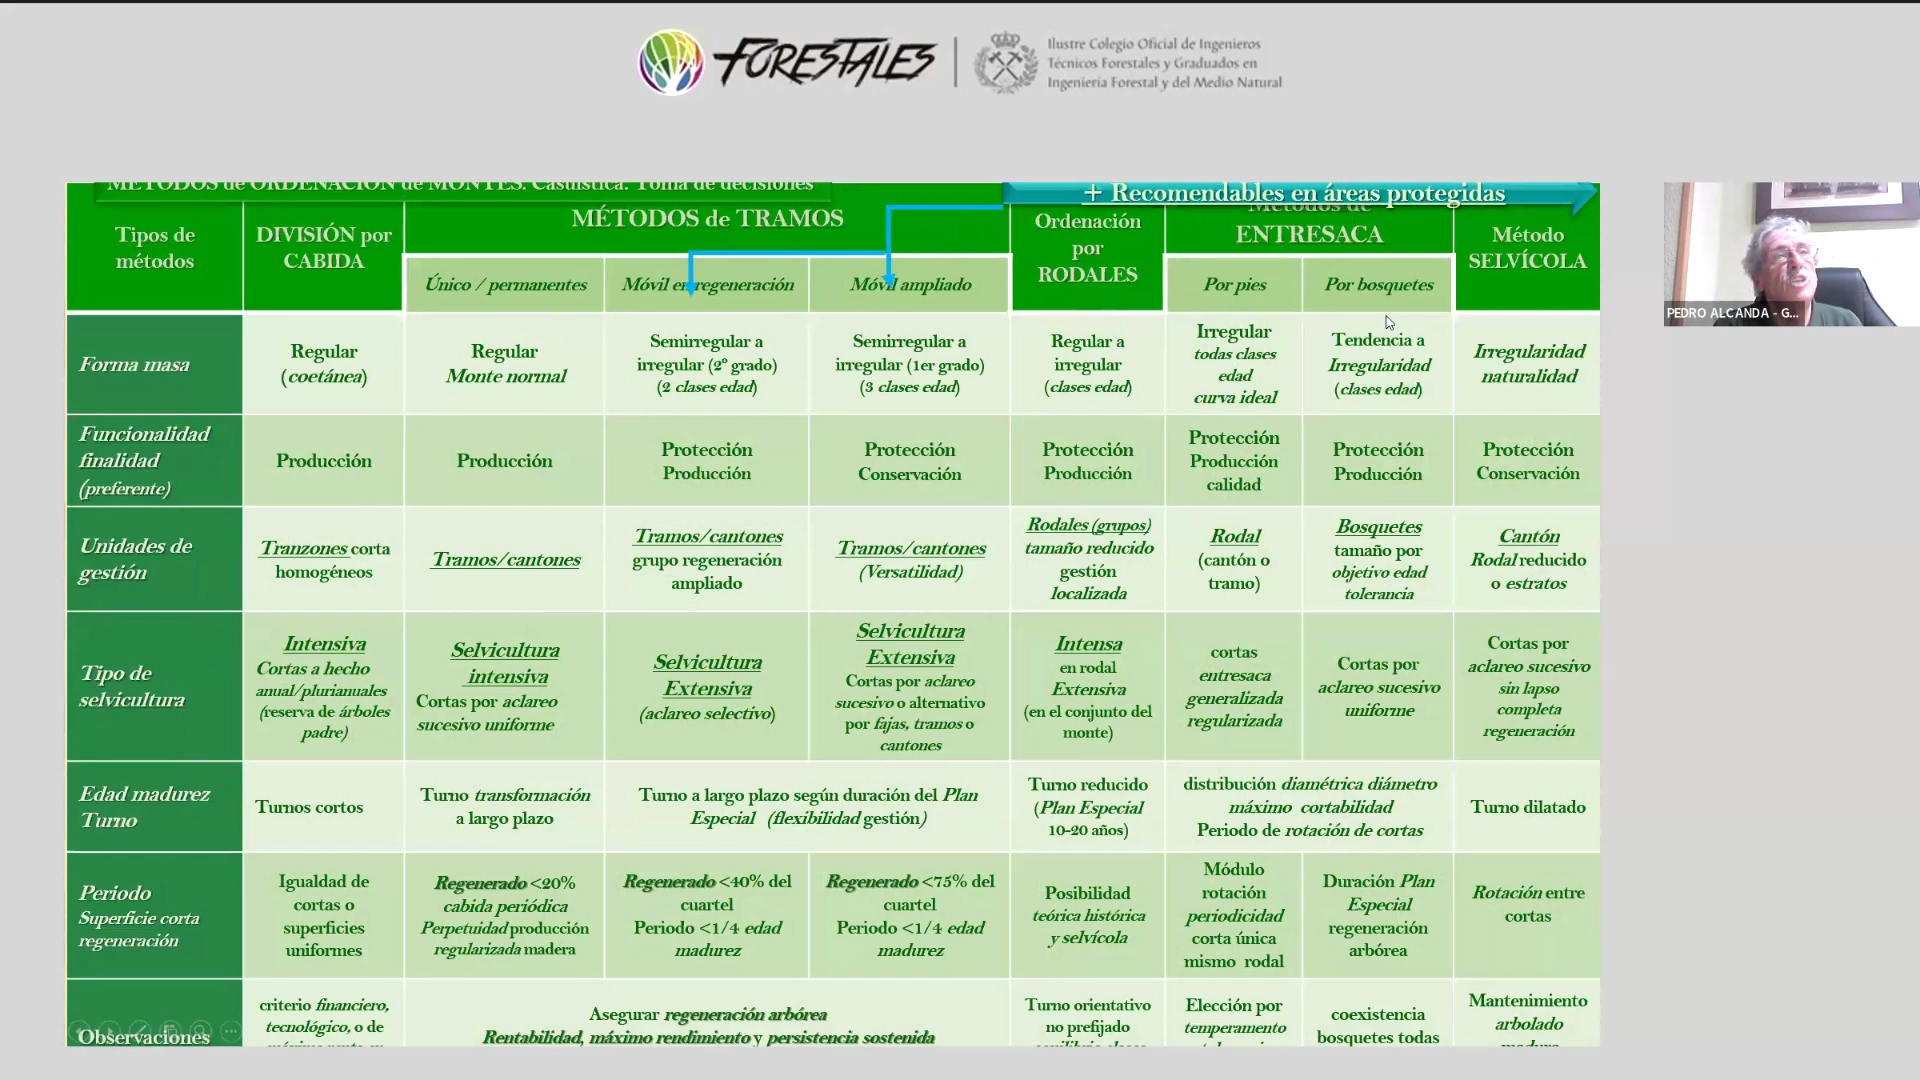 FORESTALES
Ilustre Colegio Oficial de Ingenieros
Técnicos Forestales y Graduados en
Ingeniería Forestal y del Medio Natural
MÉTODOS de ORDENACIÓN de MONTES. Casuística. Toma de decisiones
+ Recomendables en áreas protegidas
Tipos de
métodos
DIVISIÓN por
CABIDA
MÉTODOS de TRAMOS
Único / permanentes
Móvil en regeneración
Móvil ampliado
Ordenación
por
RODALES
Métodos de
ENTRESACA
Por pies
Por bosquetes
Método
SELVÍCOLA
PEDRO ALCANDA - G...
Forma masa
Regular
(coetánea)
Regular
Monte normal
Semirregular a
irregular (2º grado)
(2 clases edad)
Semirregular a
irregular (1er grado)
(3 clases edad)
Regular a
irregular
(clases edad)
Irregular
todas clases
edad
curva ideal
Tendencia a
Irregularidad
(clases edad)
Irregularidad
naturalidad
Funcionalidad
finalidad
(preferente)
Producción
Producción
Protección
Producción
Protección
Conservación
Protección
Producción
Protección
Producción
calidad
Protección
Producción
Protección
Conservación
Unidades de
gestión
Tranzones corta
homogéneos
Tramos/cantones
Tramos/cantones
grupo regeneración
ampliado
Tramos/cantones
(Versatilidad)
Rodales (grupos)
tamaño reducido
gestión
localizada
Rodal
(cantón o
tramo)
Bosquetes
tamaño por
objetivo edad
tolerancia
Cantón
Rodal reducido
o estratos
Tipo de
selvicultura
Intensiva
Cortas a hecho
anual/plurianuales
(reserva de árboles
padre)
Selvicultura
intensiva
Cortas por aclareo
sucesivo uniforme
Selvicultura
Extensiva
(aclareo selectivo)
Selvicultura
Extensiva
Cortas por aclareo
sucesivo o alternativo
por fajas, tramos o
cantones
Intensa
en rodal
Extensiva
(en el conjunto del
monte)
cortas
entresaca
generalizada
regularizada
Cortas por
aclareo sucesivo
uniforme
Cortas por
aclareo sucesivo
sin lapso
completa
regeneración
Edad madurez
Turno
Turnos cortos
Turno transformación
a largo plazo
Turno a largo plazo según duración del Plan
Especial (flexibilidad gestión)
Turno reducido
(Plan Especial
10-20 años)
distribución diamétrica diámetro
máximo cortabilidad
Periodo de rotación de cortas
Turno dilatado
Periodo
Superficie corta
regeneración
Igualdad de
cortas o
superficies
uniformes
Regenerado <20%
cabida periódica
Perpetuidad producción
regularizada madera
Regenerado <40% del
cuartel
Periodo <1/4 edad
madurez
Regenerado <75% del
cuartel
Periodo <1/4 edad
madurez
Posibilidad
teórica histórica
y selvícola
Módulo
rotación
periodicidad
corta única
mismo rodal
Duración Plan
Especial
regeneración
arbórea
Rotación entre
cortas
Observaciones
criterio financiero,
tecnológico, o de
Asegurar regeneración arbórea
Rentabilidad, máximo rendimiento y persistencia sostenida
Turno orientativo
no prefijado
Elección por
temperamento
coexistencia
bosquetes todas
Mantenimiento
arbolado